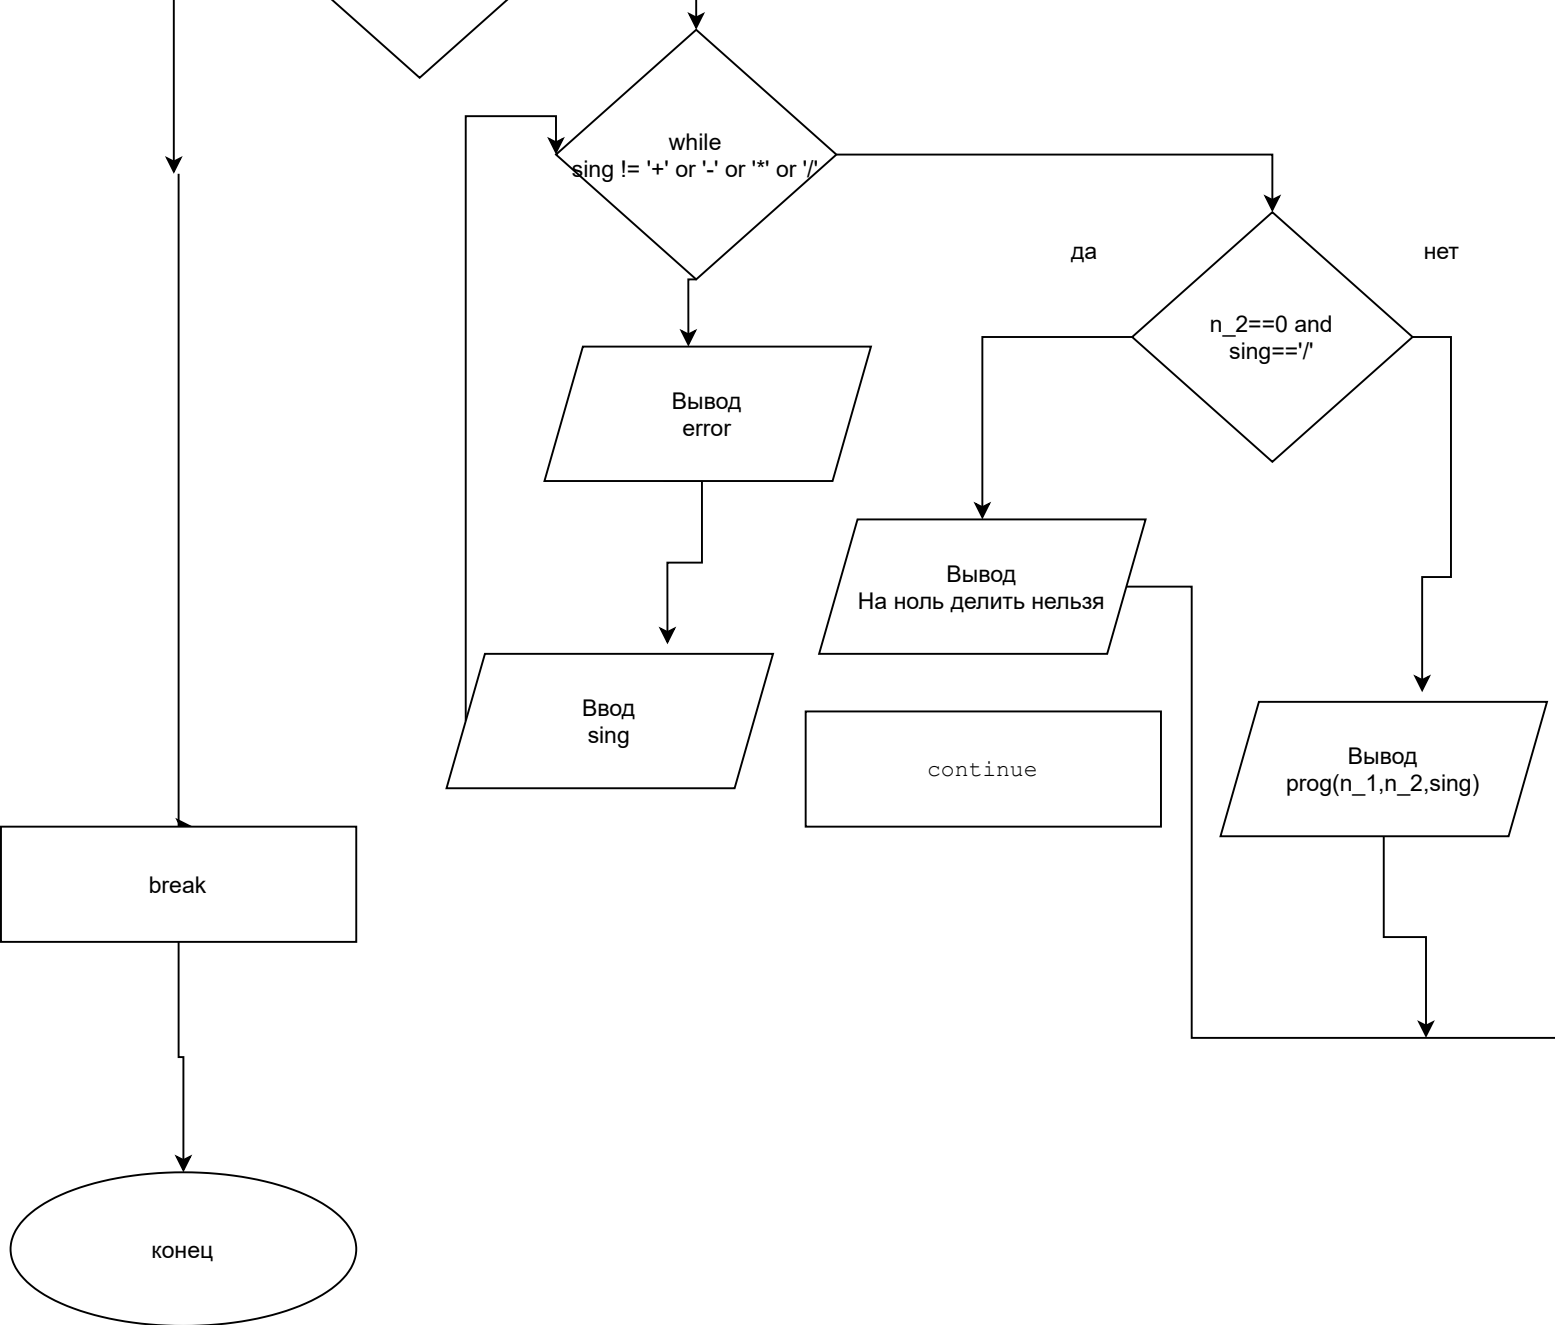 while
sing != '+' or '-' or '*' or '/'
да
нет
n_2==0 and
sing=='/'
Вывод
error
Вывод
На ноль делить нельзя
Ввод
sing
continue
Вывод
prog(n_1,n_2,sing)
break
конец